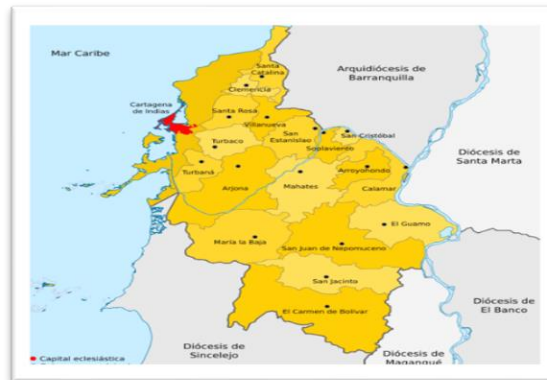 Mar Caribe
Arquidiócesis de
Barranquilla
Santa
Catalina
Clemencia
Cartagena
de Indias
Santa Rosa
Villanueva
San
Estanislao
San Cristóbal
Soplaviento
Diócesis de
Santa Marta
Turbaco
Turbaná
Arjona
Mahates
Arroyohondo
Calamar
El Guamo
María la Baja
San Juan de Nepomuceno
San Jacinto
El Carmen de Bolívar
Diócesis de
El Banco
Diócesis de
Sincelejo
Diócesis de
Magangué
Capital eclesiástica